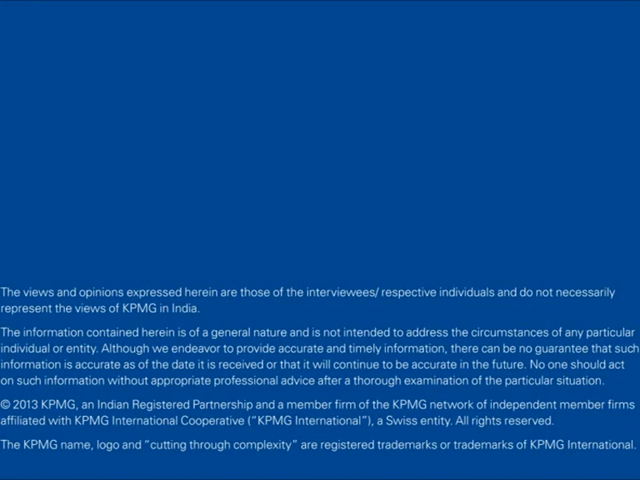 The views and opinions expressed herein are those of the interviewees/ respective individuals and do not necessarily
represent the views of KPMG in India.
The information contained herein is of a general nature and is not intended to address the circumstances of any particular
individual or entity. Although we endeavor to provide accurate and timely information, there can be no guarantee that such
information is accurate as of the date it is received or that it will continue to be accurate in the future. No one should act
on such information without appropriate professional advice after a thorough examination of the particular situation.
© 2013 KPMG, an Indian Registered Partnership and a member firm of the KPMG network of independent member firms
affiliated with KPMG International Cooperative (“KPMG International”), a Swiss entity. All rights reserved.
The KPMG name, logo and “cutting through complexity” are registered trademarks or trademarks of KPMG International.